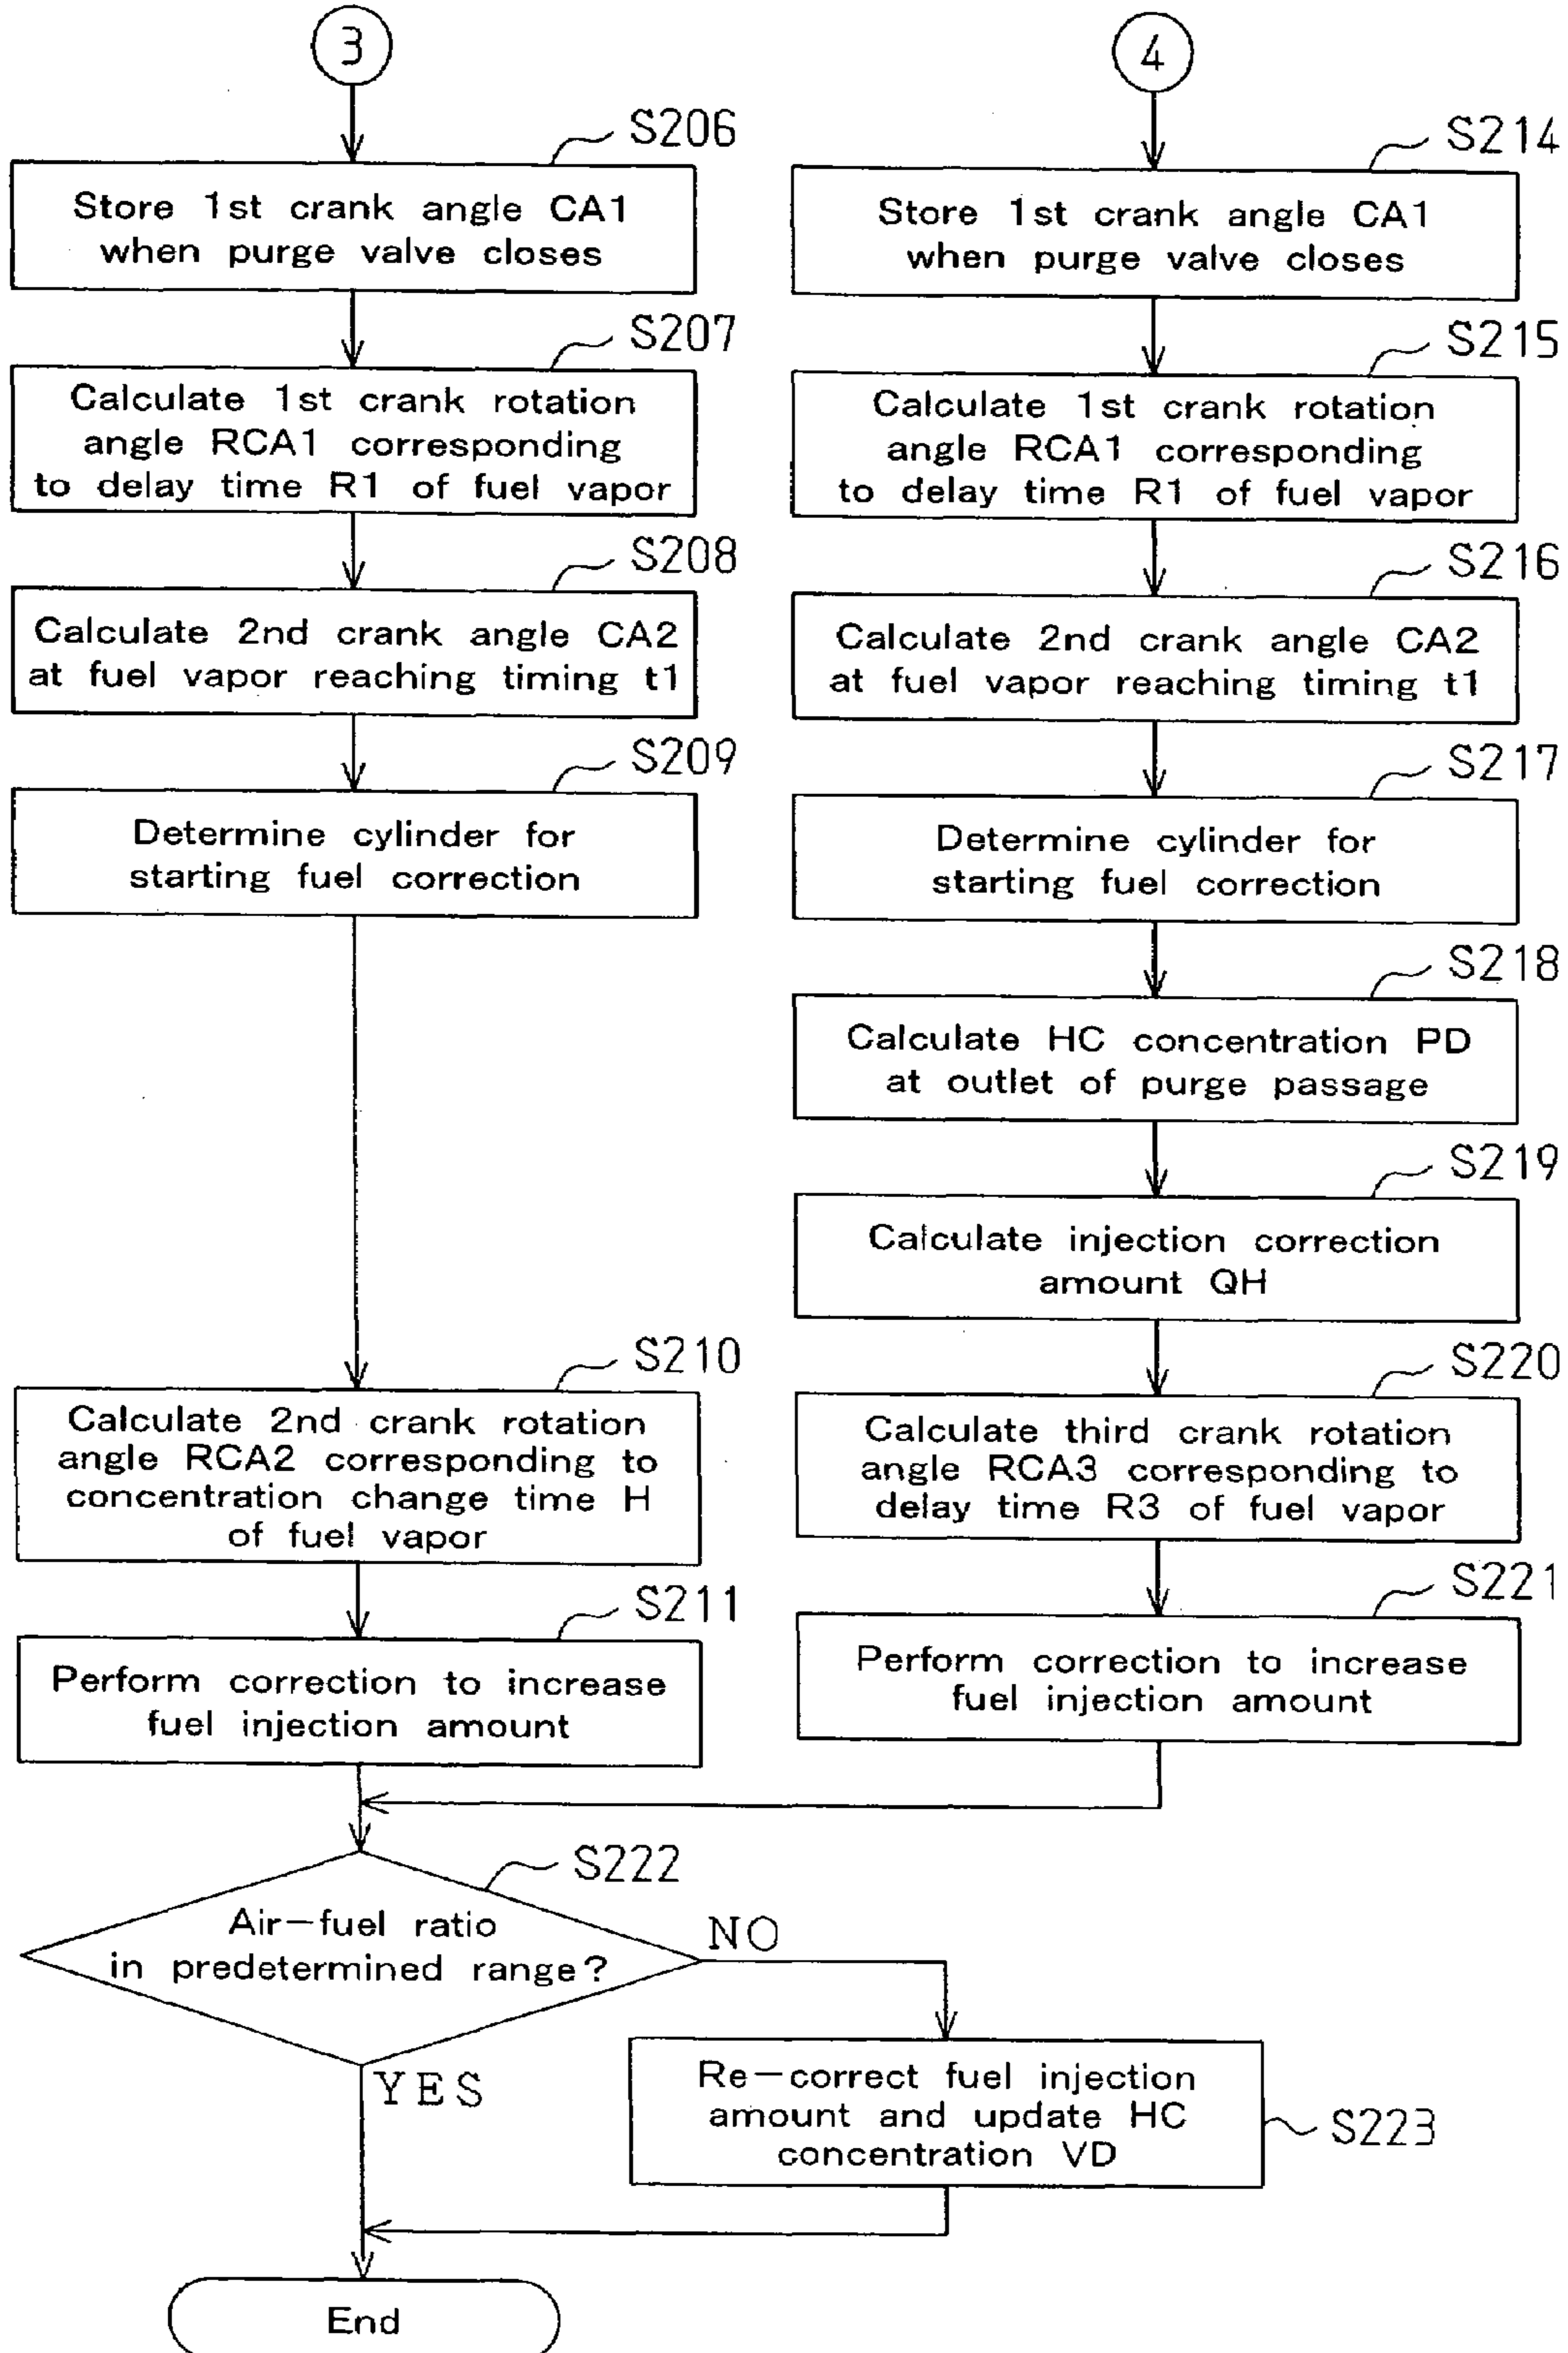 3
S206
Store 1st crank angle CA1
when purge valve closes
S207
Calculate 1st crank rotation
angle RCA1 corresponding
to delay time R1 of fuel vapor
S208
Calculate 2nd crank angle CA2
at fuel vapor reaching timing t1
S209
Determine cylinder for
starting fuel correction
S210
Calculate 2nd crank rotation
angle RCA2 corresponding to
concentration change time H
of fuel vapor
S211
Perform correction to increase
fuel injection amount
4
S214
Store 1st crank angle CA1
when purge valve closes
S215
Calculate 1st crank rotation
angle RCA1 corresponding
to delay time R1 of fuel vapor
S216
Calculate 2nd crank angle CA2
at fuel vapor reaching timing t1
S217
Determine cylinder for
starting fuel correction
S218
Calculate HC concentration PD
at outlet of purge passage
S219
Calculate injection correction
amount QH
S220
Calculate third crank rotation
angle RCA3 corresponding to
delay time R3 of fuel vapor
S221
Perform correction to increase
fuel injection amount
S222
Air-fuel ratio
in predetermined range?
NO
YES
Re-correct fuel injection
amount and update HC
concentration VD
S223
End